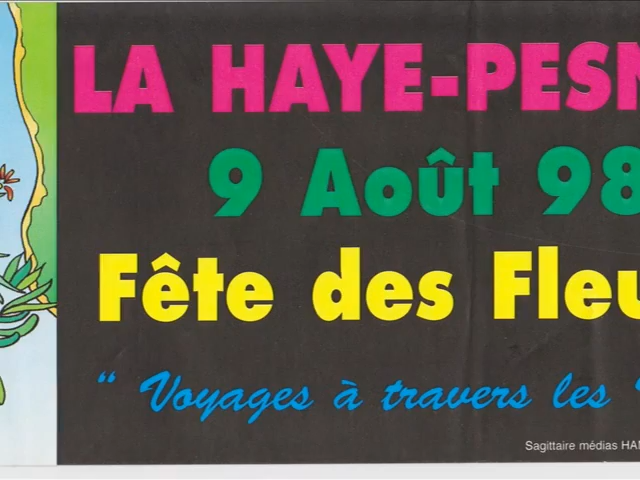 LA HAYE-PESN
9 Août 98
Fête des Fleu
" Voyages à travers les
Sagittaire médias HAM